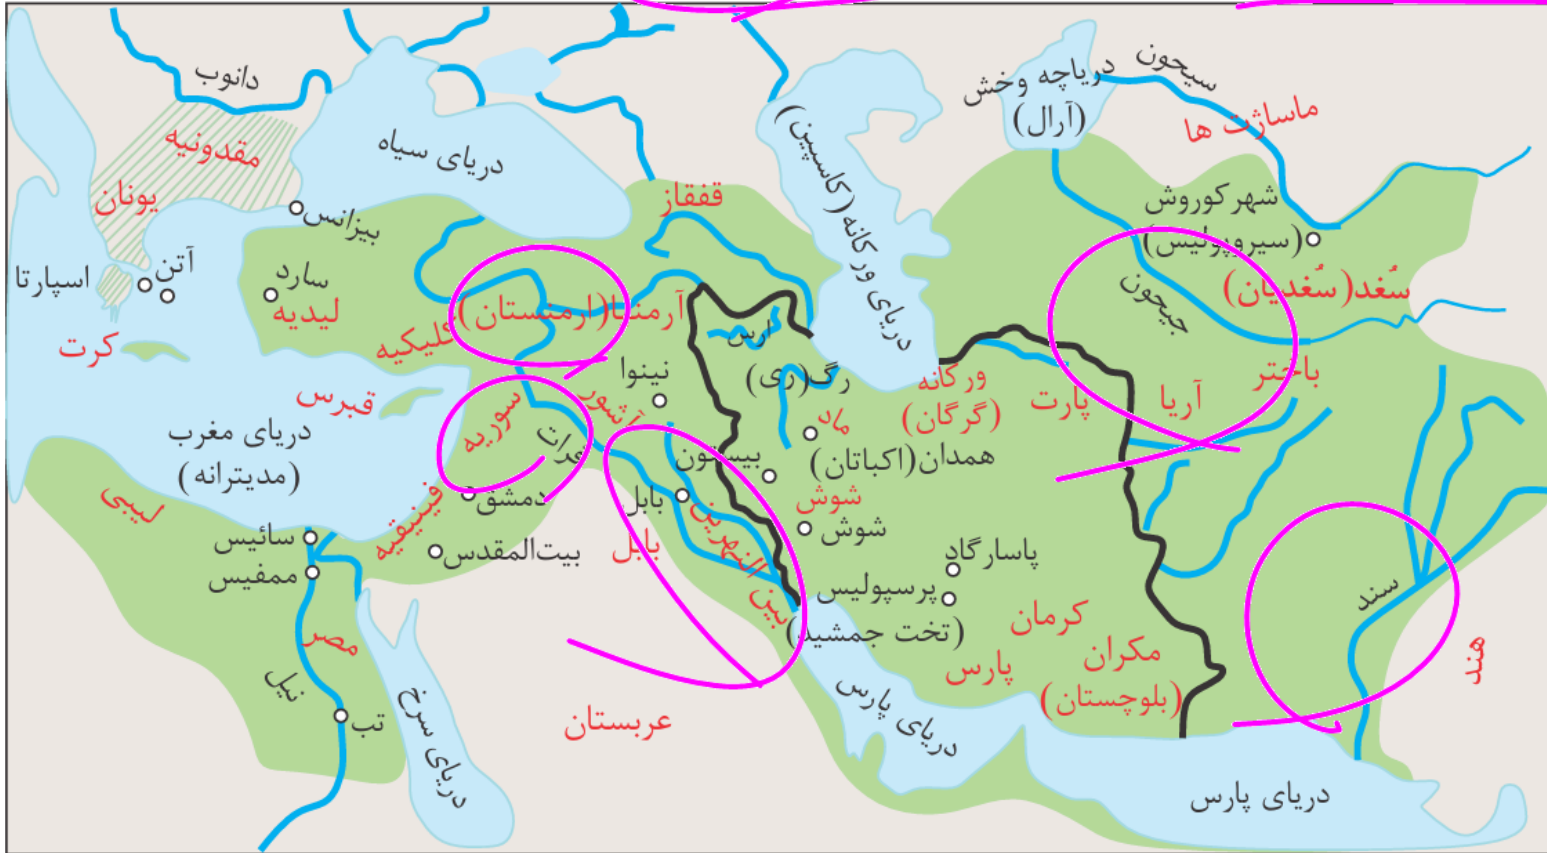 دانوب
مقدونیه
یونان
بیزانس
دریای سیاه
قفقاز
دریای ورکانه (کاسپین)
دریاچه وخش
(آرال)
سیحون
ماساژت ها
شهر کوروش
(سیروپولیس)
سُغد(سُغدیان)
جیحون
باختر
آریا
پارت
ورکانه
(گرگان)
آتن
اسپارتا
سارد
لیدیه
کرت
کلیکیه
آرمنیا(ارمنستان)
ارس
رگ(ری)
نینوا
آشور
ماد
همدان(اکباتان)
بیستون
قبرس
سوریه
فرات
دریای مغرب
(مدیترانه)
فینیقیه
دمشق
بیت‌المقدس
بابل
بابل
بین النهرین
شوش
شوش
پاسارگاد
پرسپولیس
(تخت جمشید)
کرمان
مکران
(بلوچستان)
پارس
سند
هند
لیبی
سائیس
ممفیس
مصر
نیل
تب
دریای سرخ
عربستان
دریای پارس
دریای پارس